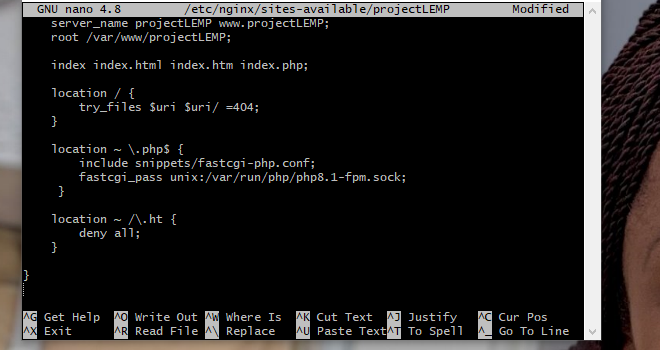 GNU nano 4.8 /etc/nginx/sites-available/projectLEMP Modified
server_name projectLEMP www.projectLEMP;
root /var/www/projectLEMP;
index index.html index.htm index.php;
location / {
try_files $uri $uri/ =404;
}
location ~ \.php$ {
include snippets/fastcgi-php.conf;
fastcgi_pass unix:/var/run/php/php8.1-fpm.sock;
}
location ~ /\.ht {
deny all;
}
}
^G Get Help ^O Write Out ^W Where Is ^K Cut Text ^J Justify ^C Cur Pos
^X Exit ^R Read File ^\ Replace ^U Paste Text ^T To Spell ^_ Go To Line